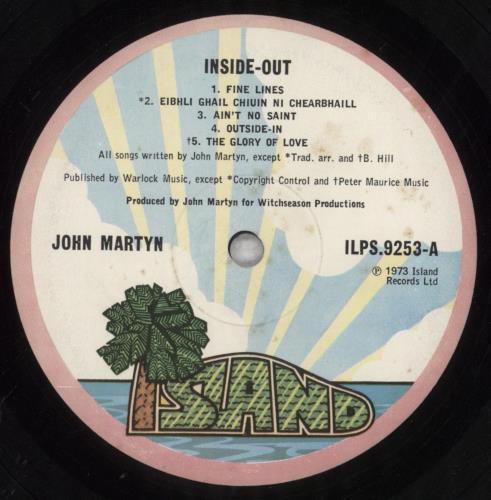 INSIDE-OUT
1. FINE LINES
*2. EIBHLI GHAIL CHIUIN NI CHEARBHAILL
3. AIN'T NO SAINT
4. OUTSIDE-IN
†5. THE GLORY OF LOVE
All songs written by John Martyn, except *Trad. arr. and †B. Hill
Published by Warlock Music, except *Copyright Control and †Peter Maurice Music
Produced by John Martyn for Witchseason Productions
JOHN MARTYN
ILPS.9253-A
℗ 1973 Island
Records Ltd
ISLAND